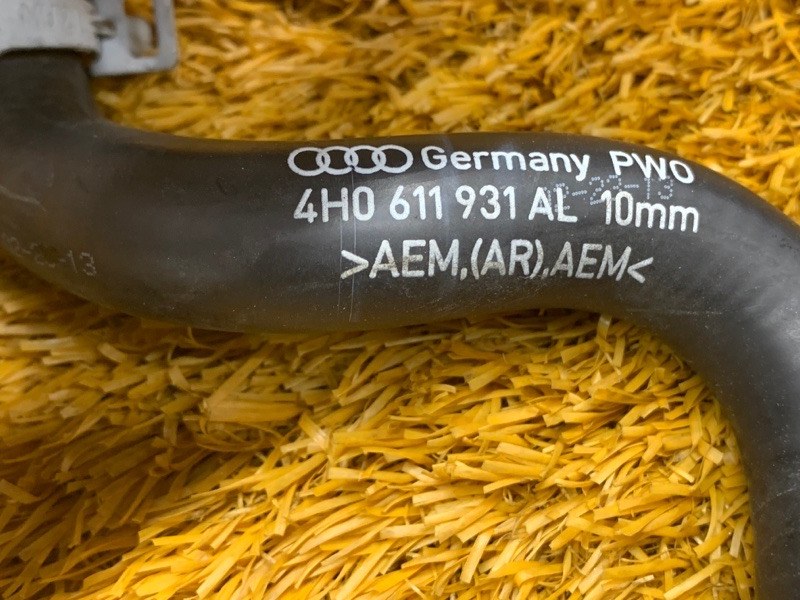 Germany PWO
4H0 611 931 AL 10mm
>AEM,(AR),AEM<